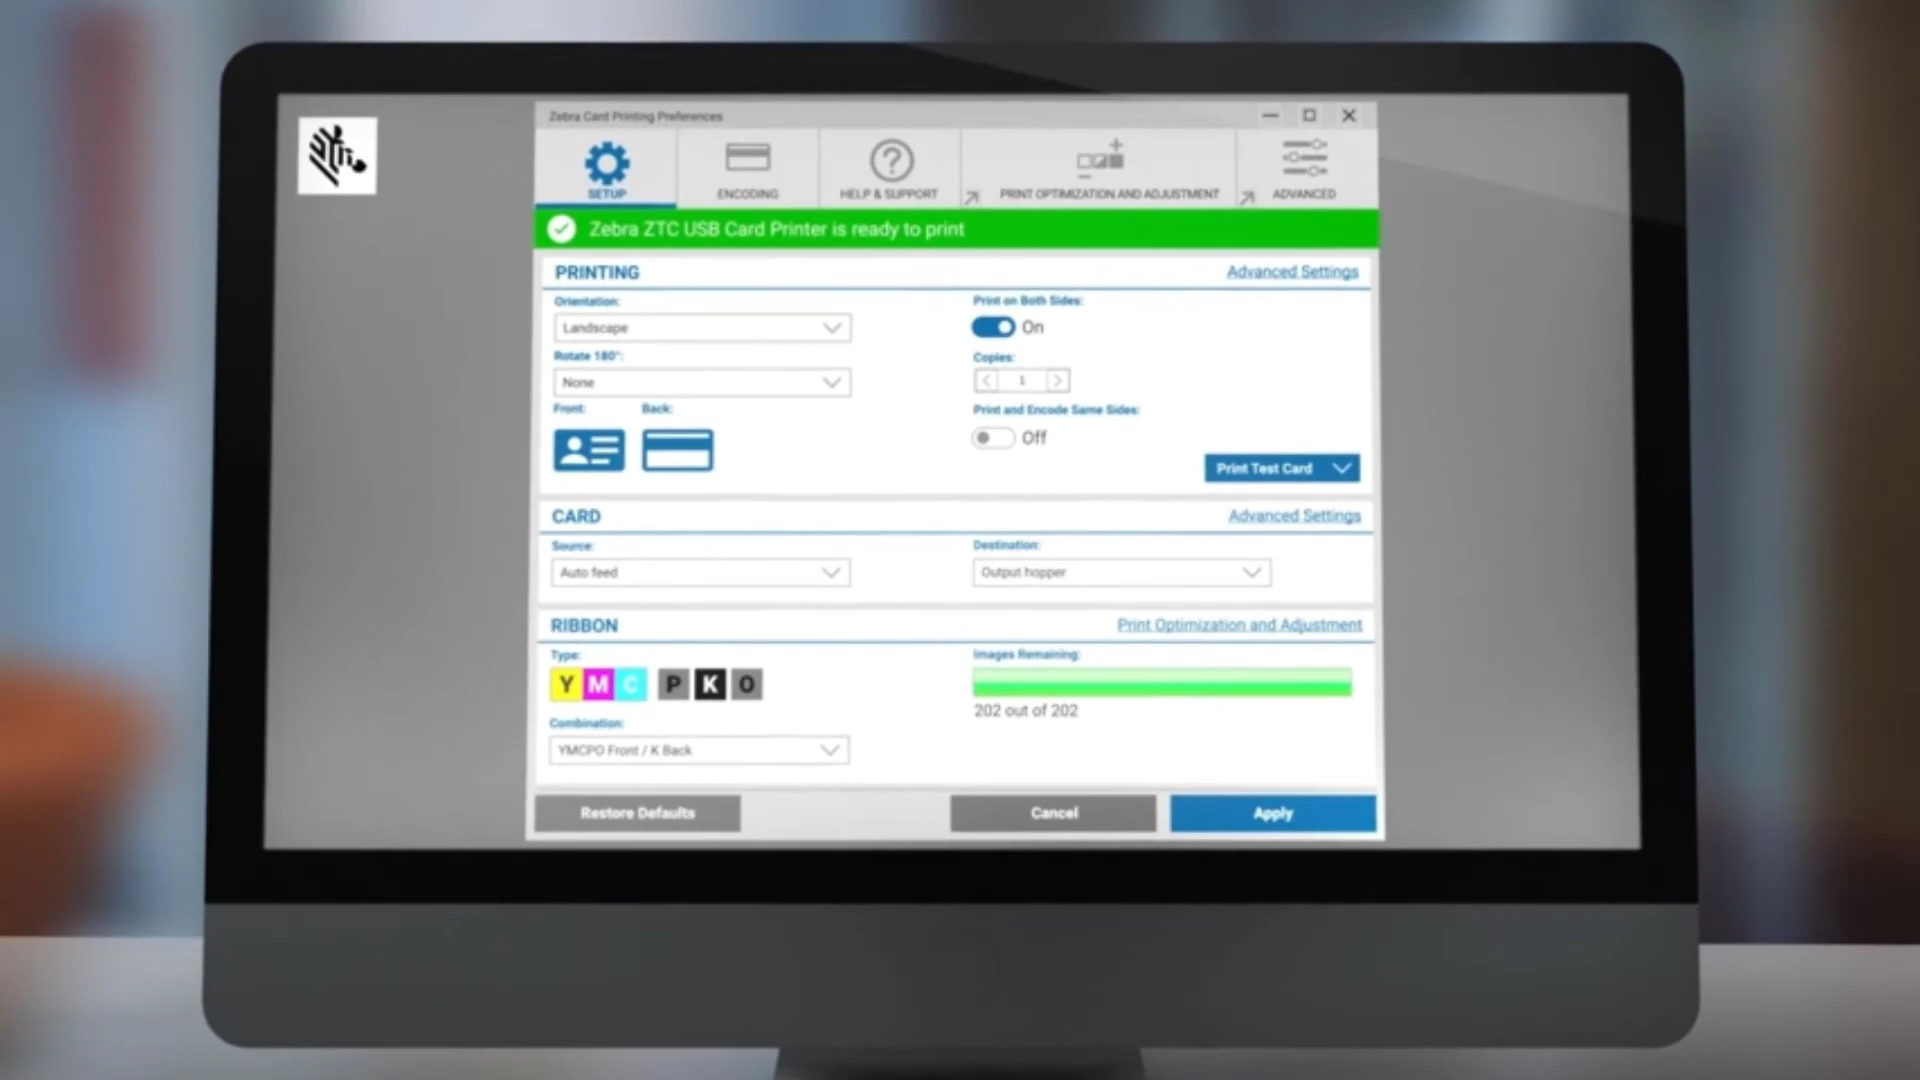 Zebra Card Printing Preferences
SETUP
ENCODING
HELP & SUPPORT
PRINT OPTIMIZATION AND ADJUSTMENT
ADVANCED
Zebra ZTC USB Card Printer is ready to print
PRINTING
Advanced Settings
Orientation:
Print on Both Sides:
Landscape
On
Rotate 180°:
Copies:
None
1
Front:
Back:
Print and Encode Same Sides:
Off
Print Test Card
CARD
Advanced Settings
Source:
Destination:
Auto feed
Output hopper
RIBBON
Print Optimization and Adjustment
Type:
Images Remaining:
Y M C P K O
202 out of 202
Combination:
YMCPO Front / K Back
Restore Defaults
Cancel
Apply